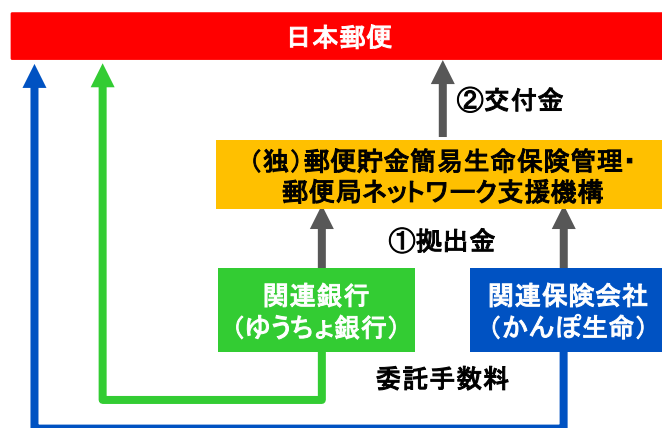 日本郵便
②交付金
（独）郵便貯金簡易生命保険管理・
郵便局ネットワーク支援機構
①拠出金
関連銀行
（ゆうちょ銀行）
関連保険会社
（かんぽ生命）
委託手数料